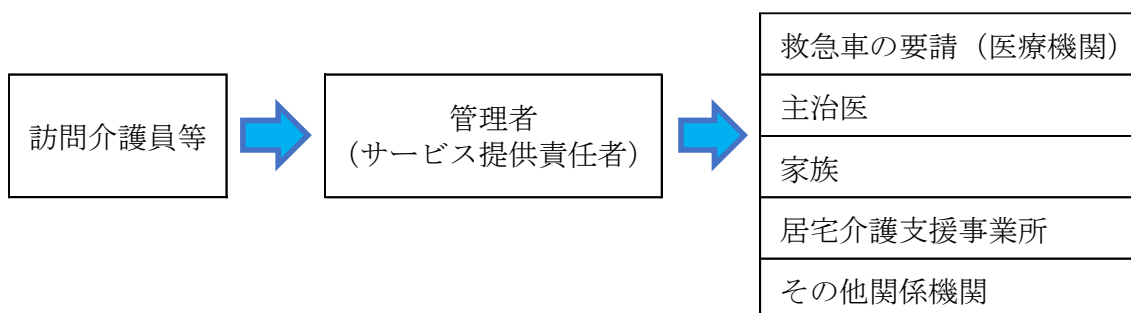 訪問介護員等
管理者
（サービス提供責任者）
救急車の要請（医療機関）
主治医
家族
居宅介護支援事業所
その他関係機関